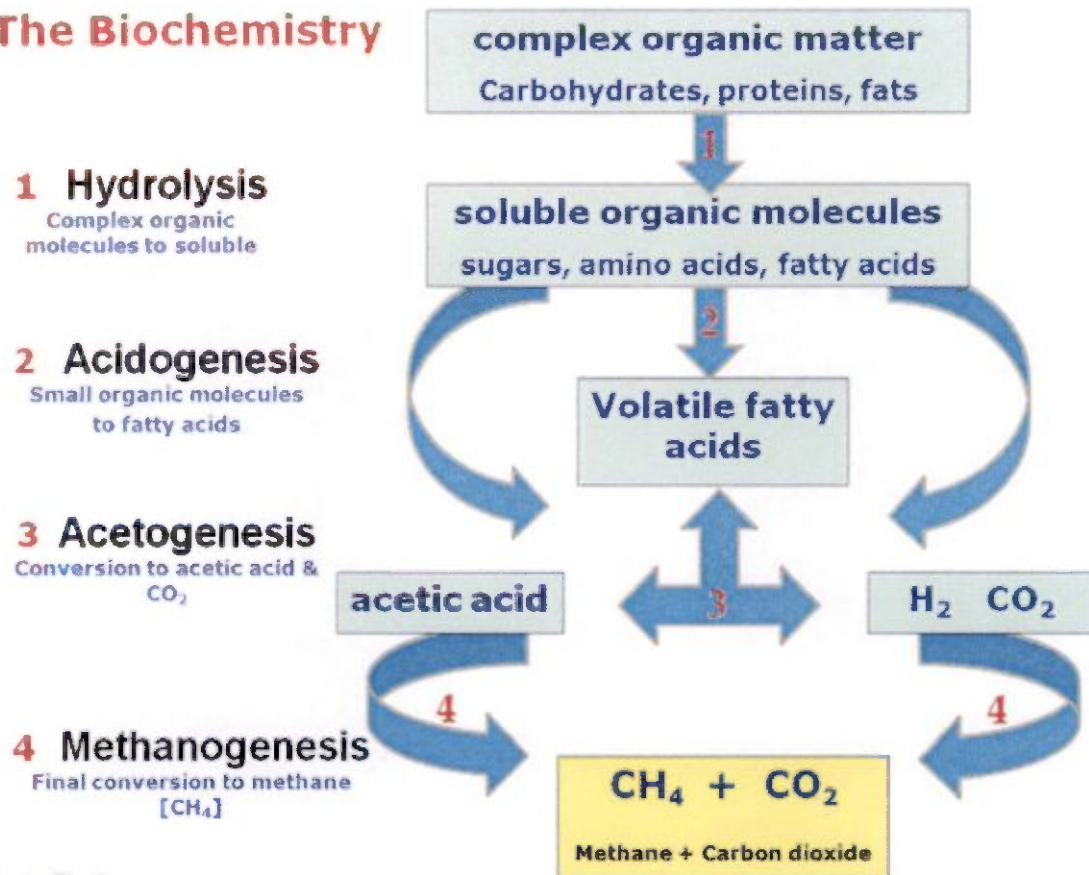 The Biochemistry
complex organic matter
Carbohydrates, proteins, fats
1
1 Hydrolysis
Complex organic
molecules to soluble
soluble organic molecules
sugars, amino acids, fatty acids
2
2 Acidogenesis
Small organic molecules
to fatty acids
Volatile fatty
acids
3 Acetogenesis
Conversion to acetic acid &
CO₂
acetic acid
3
H₂ CO₂
4
4
4 Methanogenesis
Final conversion to methane
[CH₄]
CH₄ + CO₂
Methane + Carbon dioxide